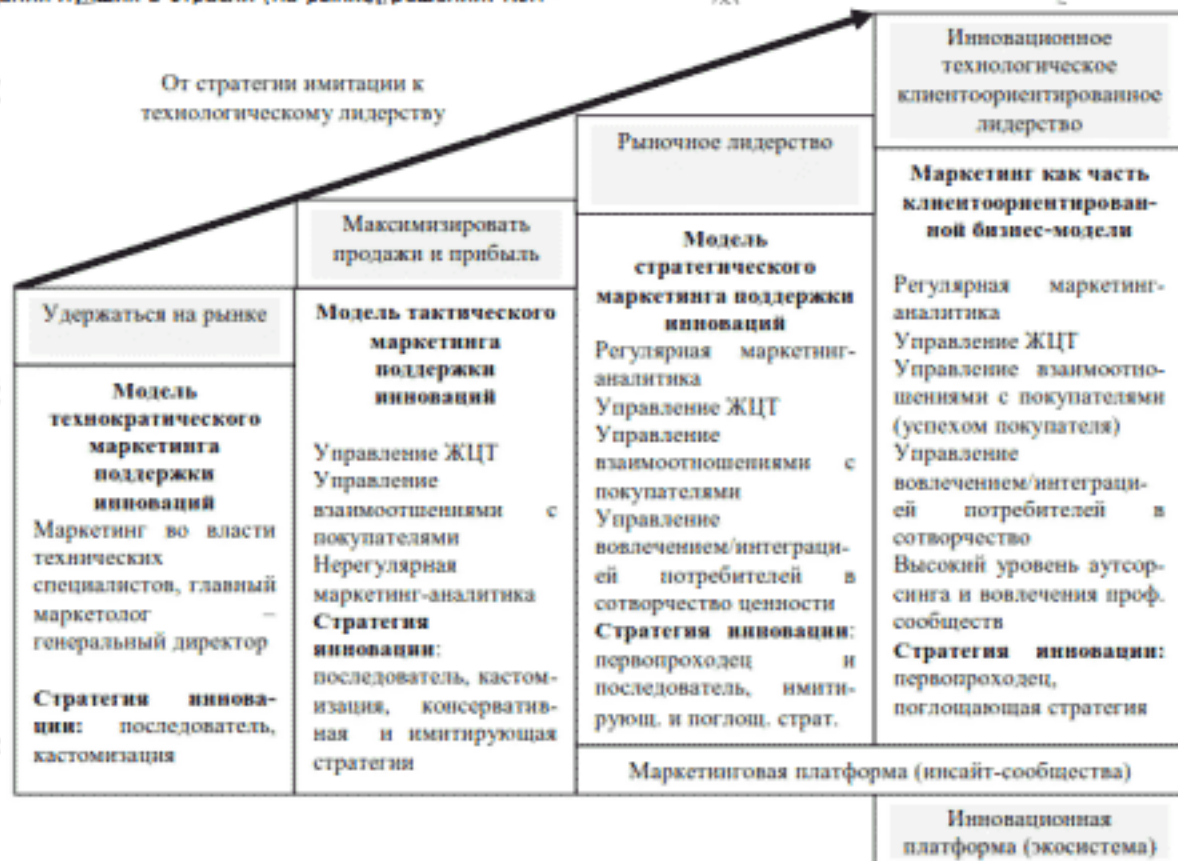 От стратегии имитации к
технологическому лидерству
Удержаться на рынке
Модель
технократического
маркетинга
поддержки
инноваций
Маркетинг во власти
технических
специалистов, главный
маркетолог –
генеральный директор
Стратегия иннова-
ции: последователь,
кастомизация
Максимизировать
продажи и прибыль
Модель тактического
маркетинга
поддержки
инноваций
Управление ЖЦТ
Управление
взаимоотшениями с
покупателями
Нерегулярная
маркетинг-аналитика
Стратегия
инновации:
последователь, кастом-
изация, консерватив-
ная и имитирующая
стратегии
Рыночное лидерство
Модель
стратегического
маркетинга поддержки
инноваций
Регулярная маркетинг-
аналитика
Управление ЖЦТ
Управление
взаимоотношениями с
покупателями
Управление
вовлечением/интеграци-
ей потребителей в
сотворчество ценности
Стратегия инновации:
первопроходец и
последователь, имити-
рующ. и поглощ. страт.
Инновационное
технологическое
клиентоориентированное
лидерство
Маркетинг как часть
клиентоориентирован-
ной бизнес-модели
Регулярная маркетинг-
аналитика
Управление ЖЦТ
Управление взаимоотно-
шениями с покупателями
(успехом покупателя)
Управление
вовлечением/интеграци-
ей потребителей в
сотворчество
Высокий уровень аутсор-
синга и вовлечения проф.
сообществ
Стратегия инновации:
первопроходец,
поглощающая стратегия
Маркетинговая платформа (инсайт-сообщества)
Инновационная
платформа (экосистема)